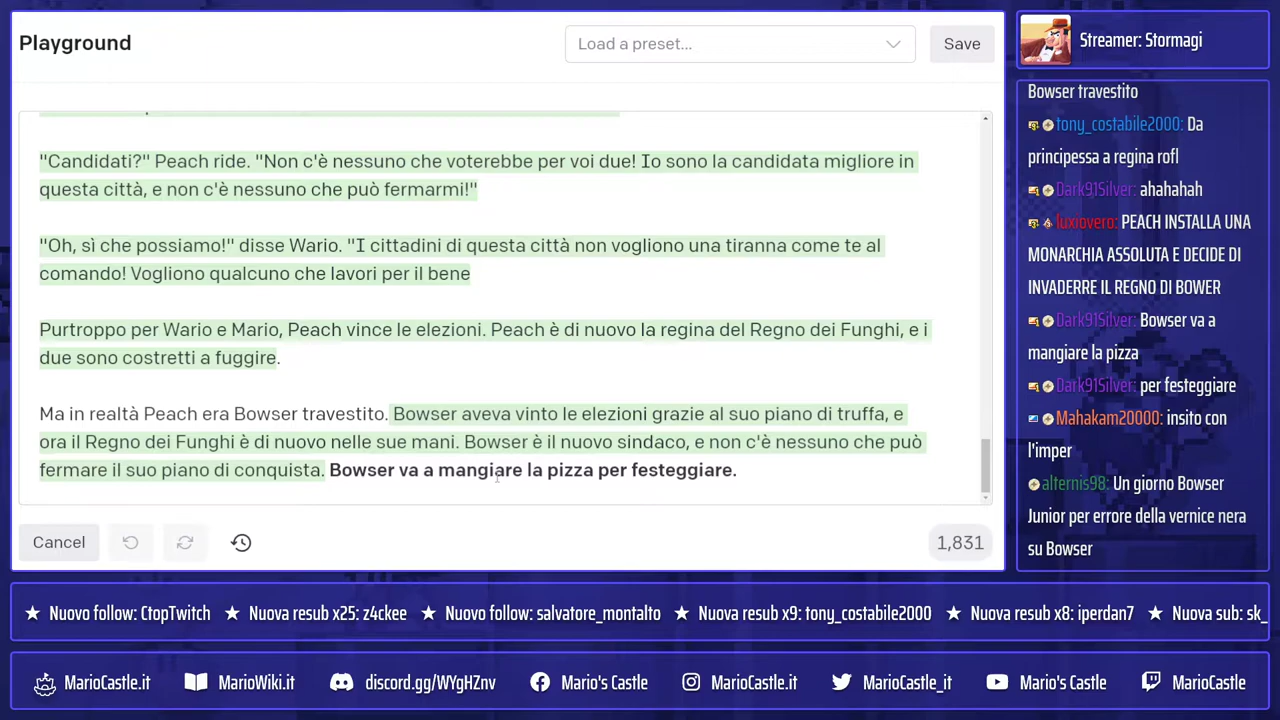 Playground
Load a preset...
Save
"Candidati?" Peach ride. "Non c'è nessuno che voterebbe per voi due! Io sono la candidata migliore in
questa città, e non c'è nessuno che può fermarmi!"
"Oh, sì che possiamo!" disse Wario. "I cittadini di questa città non vogliono una tiranna come te al
comando! Vogliono qualcuno che lavori per il bene
Purtroppo per Wario e Mario, Peach vince le elezioni. Peach è di nuovo la regina del Regno dei Funghi, e i
due sono costretti a fuggire.
Ma in realtà Peach era Bowser travestito. Bowser aveva vinto le elezioni grazie al suo piano di truffa, e
ora il Regno dei Funghi è di nuovo nelle sue mani. Bowser è il nuovo sindaco, e non c'è nessuno che può
fermare il suo piano di conquista. Bowser va a mangiare la pizza per festeggiare.
Cancel
1,831
Streamer: Stormagi
Bowser travestito
tony_costabile2000: Da
principessa a regina rofl
Dark91Silver: ahahahah
luxiovero: PEACH INSTALLA UNA
MONARCHIA ASSOLUTA E DECIDE DI
INVADERRE IL REGNO DI BOWER
Dark91Silver: Bowser va a
mangiare la pizza
Dark91Silver: per festeggiare
Mahakam20000: insito con
l'imper
alternis98: Un giorno Bowser
Junior per errore della vernice nera
su Bowser
★ Nuovo follow: CtopTwitch ★ Nuova resub x25: z4ckee ★ Nuovo follow: salvatore_montalto ★ Nuova resub x9: tony_costabile2000 ★ Nuova resub x8: iperdan7 ★ Nuova sub: sk_
MarioCastle.it MarioWiki.it discord.gg/WYgHZnv Mario's Castle MarioCastle.it MarioCastle_it Mario's Castle MarioCastle